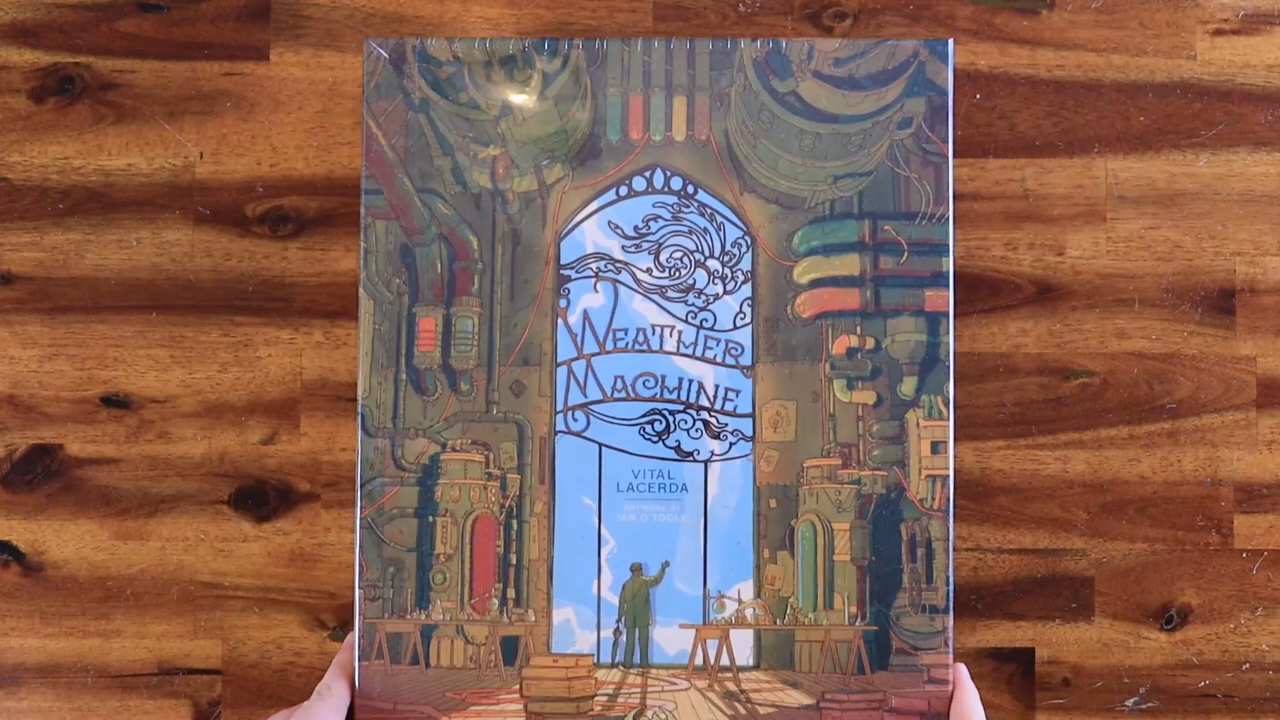 WEATHER
MACHINE
VITAL
LACERDA
ARTWORK BY
IAN O'TOOLE